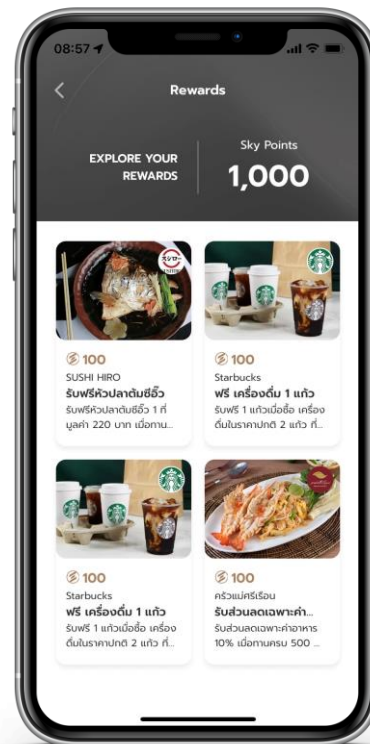 08:57
Rewards
EXPLORE YOUR
REWARDS
Sky Points
1,000
100
SUSHI HIRO
รับฟรีหัวปลาต้มซีอิ๊ว
รับฟรีหัวปลาต้มซีอิ๊ว 1 ที่
มูลค่า 220 บาท เมื่อทาน...
100
Starbucks
ฟรี เครื่องดื่ม 1 แก้ว
รับฟรี 1 แก้วเมื่อซื้อ เครื่อง
ดื่มในราคาปกติ 2 แก้ว ที่...
100
Starbucks
ฟรี เครื่องดื่ม 1 แก้ว
รับฟรี 1 แก้วเมื่อซื้อ เครื่อง
ดื่มในราคาปกติ 2 แก้ว ที่...
100
ครัวแม่ศรีเรือน
รับส่วนลดเฉพาะค่า...
รับส่วนลดเฉพาะค่าอาหาร
10% เมื่อทานครบ 500 ...